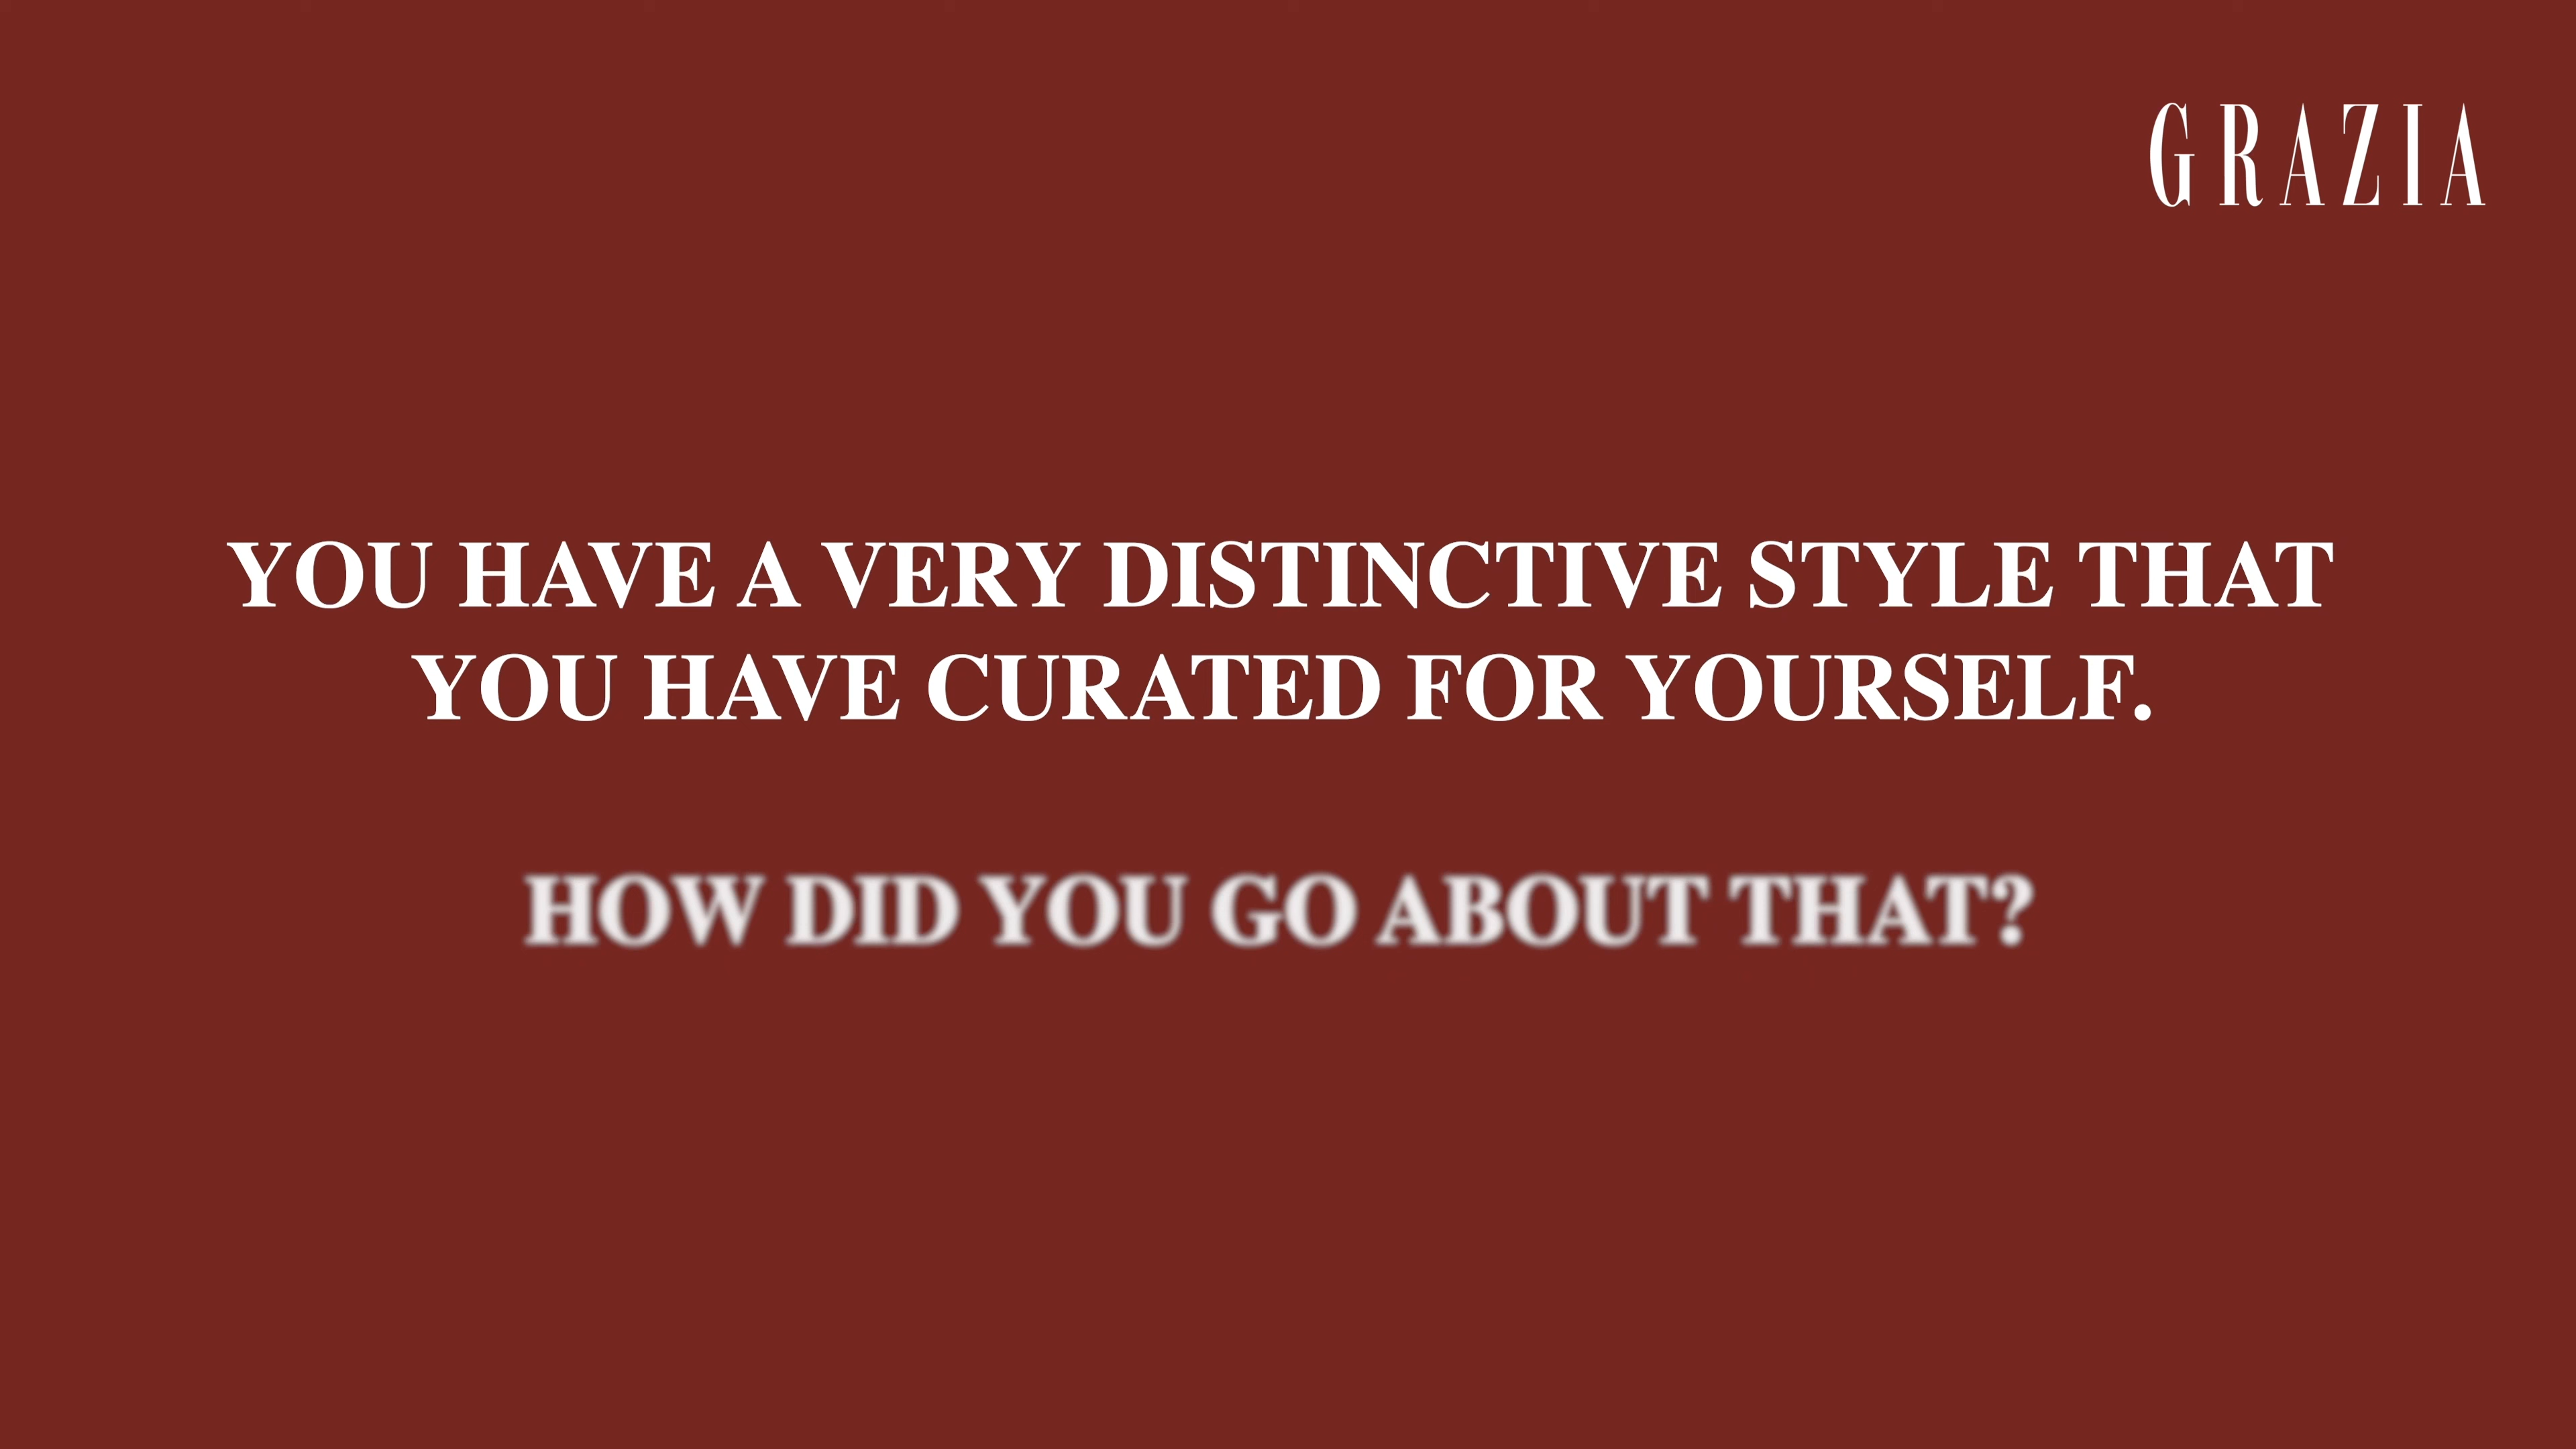 GRAZIA
YOU HAVE A VERY DISTINCTIVE STYLE THAT
YOU HAVE CURATED FOR YOURSELF.
HOW DID YOU GO ABOUT THAT?